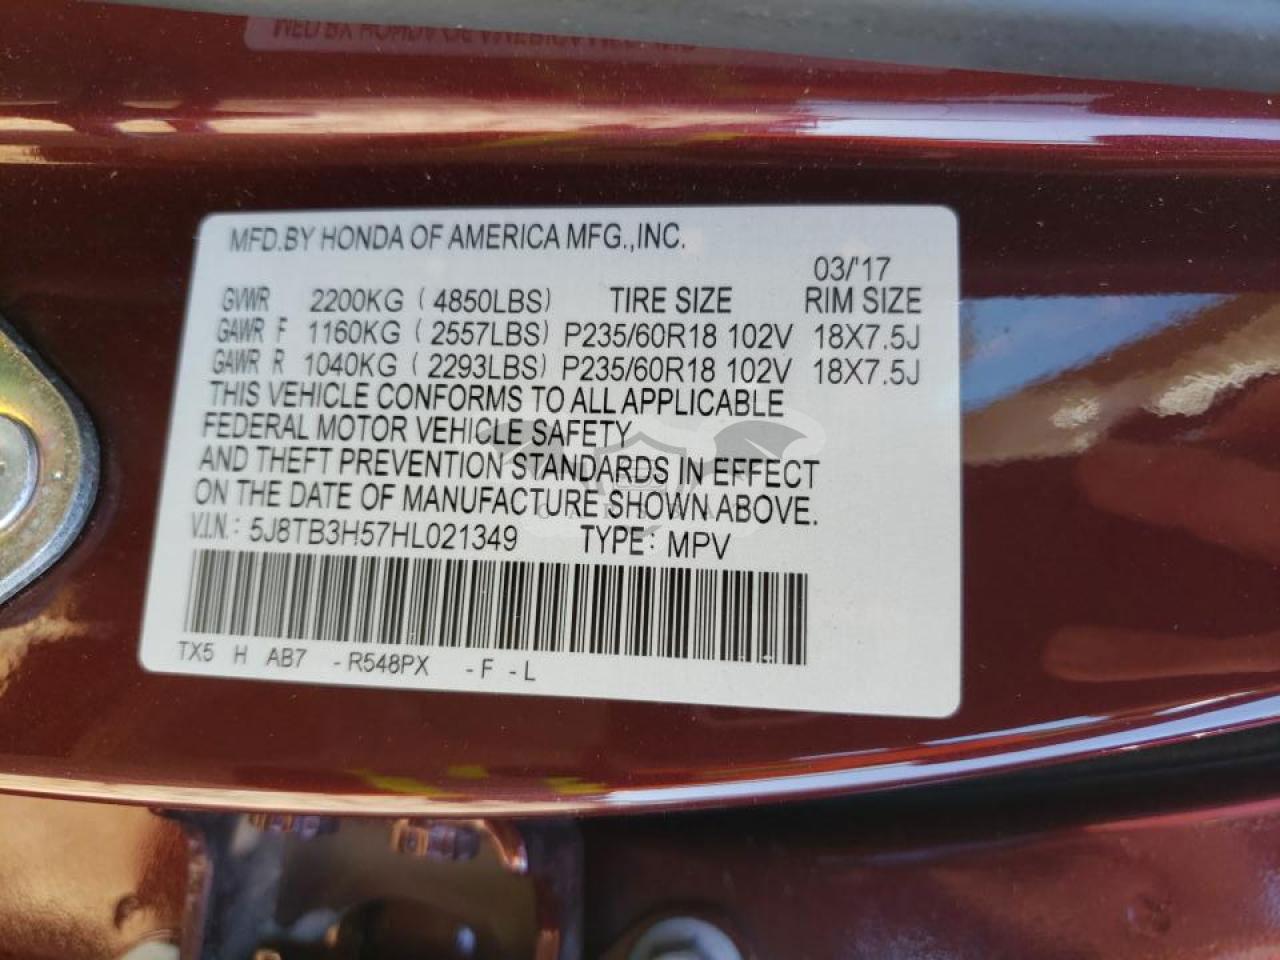 MFD.BY HONDA OF AMERICA MFG.,INC.
03/'17
GVWR 2200KG ( 4850LBS) TIRE SIZE RIM SIZE
GAWR F 1160KG ( 2557LBS) P235/60R18 102V 18X7.5J
GAWR R 1040KG ( 2293LBS) P235/60R18 102V 18X7.5J
THIS VEHICLE CONFORMS TO ALL APPLICABLE
FEDERAL MOTOR VEHICLE SAFETY
AND THEFT PREVENTION STANDARDS IN EFFECT
ON THE DATE OF MANUFACTURE SHOWN ABOVE.
V.I.N.: 5J8TB3H57HL021349 TYPE: MPV
TX5 H AB7 -R548PX -F -L